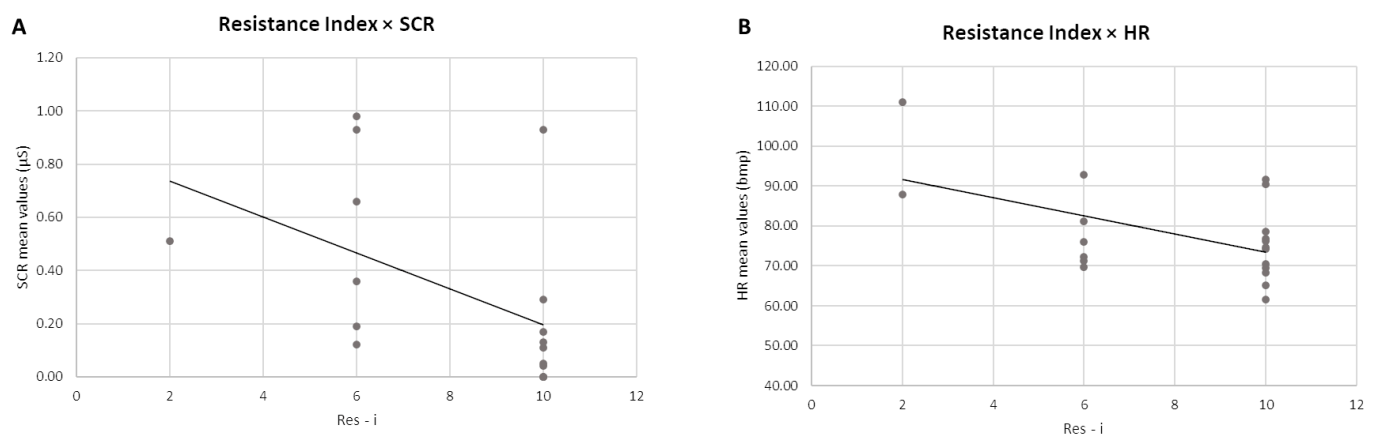 A
Resistance Index × SCR
SCR mean values (µS)
1.20
1.00
0.80
0.60
0.40
0.20
0.00
0 2 4 6 8 10 12
Res - i
B
Resistance Index × HR
HR mean values (bmp)
120.00
110.00
100.00
90.00
80.00
70.00
60.00
50.00
40.00
0 2 4 6 8 10 12
Res - i